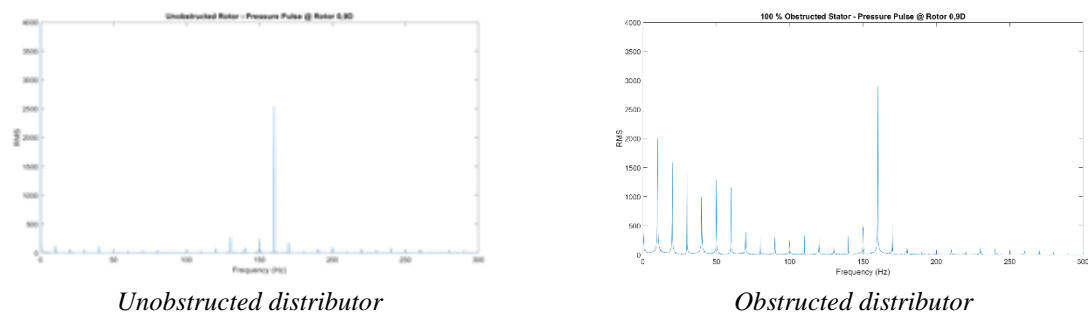 Unobstructed Rotor - Pressure Pulse @ Rotor 0,9D
4000
3500
3000
2500
2000
1500
1000
500
0
RMS
0 50 100 150 200 250 300
Frequency (Hz)
Unobstructed distributor
100 % Obstructed Stator - Pressure Pulse @ Rotor 0,9D
4000
3500
3000
2500
2000
1500
1000
500
0
RMS
0 50 100 150 200 250 300
Frequency (Hz)
Obstructed distributor